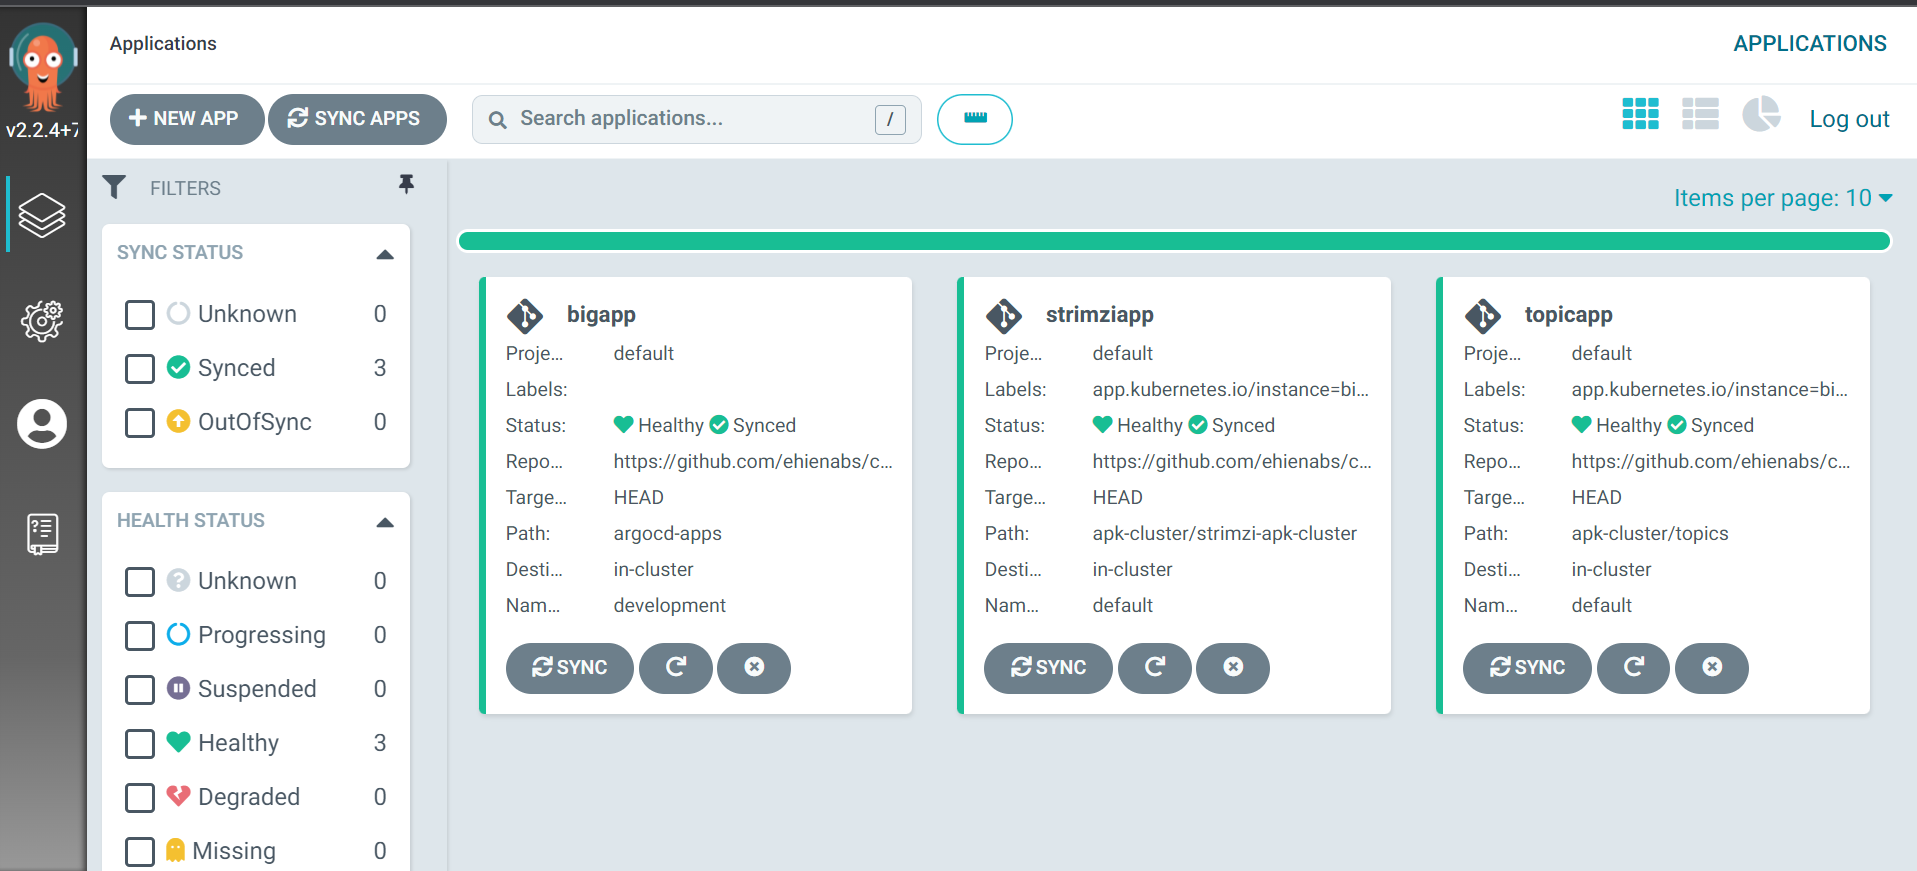 Applications
APPLICATIONS
v2.2.4+7
NEW APP
SYNC APPS
Search applications...
/
Log out
FILTERS
Items per page: 10
SYNC STATUS
Unknown 0
Synced 3
OutOfSync 0
HEALTH STATUS
Unknown 0
Progressing 0
Suspended 0
Healthy 3
Degraded 0
Missing 0
bigapp
Proje... default
Labels:
Status: Healthy Synced
Repo... https://github.com/ehienabs/c...
Targe... HEAD
Path: argocd-apps
Desti... in-cluster
Nam... development
SYNC
strimziapp
Proje... default
Labels: app.kubernetes.io/instance=bi...
Status: Healthy Synced
Repo... https://github.com/ehienabs/c...
Targe... HEAD
Path: apk-cluster/strimzi-apk-cluster
Desti... in-cluster
Nam... default
SYNC
topicapp
Proje... default
Labels: app.kubernetes.io/instance=bi...
Status: Healthy Synced
Repo... https://github.com/ehienabs/c...
Targe... HEAD
Path: apk-cluster/topics
Desti... in-cluster
Nam... default
SYNC